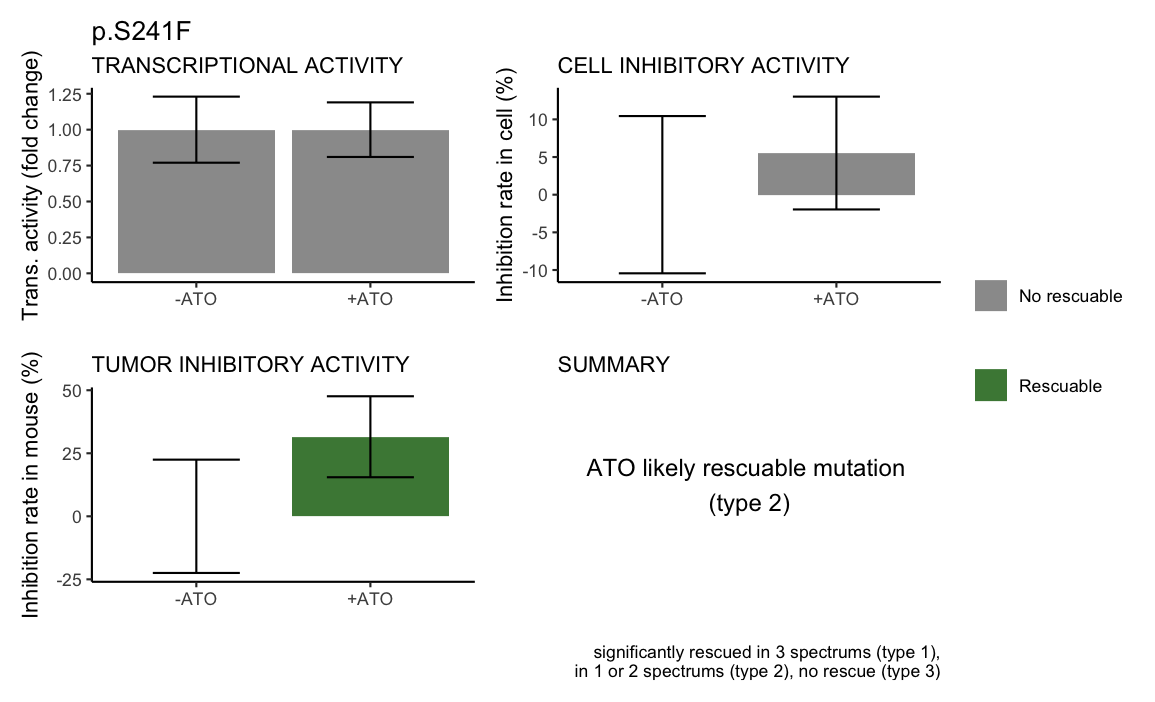 p.S241F
TRANSCRIPTIONAL ACTIVITY
Trans. activity (fold change)
1.25
1.00
0.75
0.50
0.25
0.00
-ATO
+ATO
CELL INHIBITORY ACTIVITY
Inhibition rate in cell (%)
10
5
0
-5
-10
-ATO
+ATO
No rescuable
Rescuable
TUMOR INHIBITORY ACTIVITY
Inhibition rate in mouse (%)
50
25
0
-25
-ATO
+ATO
SUMMARY
ATO likely rescuable mutation
(type 2)
significantly rescued in 3 spectrums (type 1),
in 1 or 2 spectrums (type 2), no rescue (type 3)